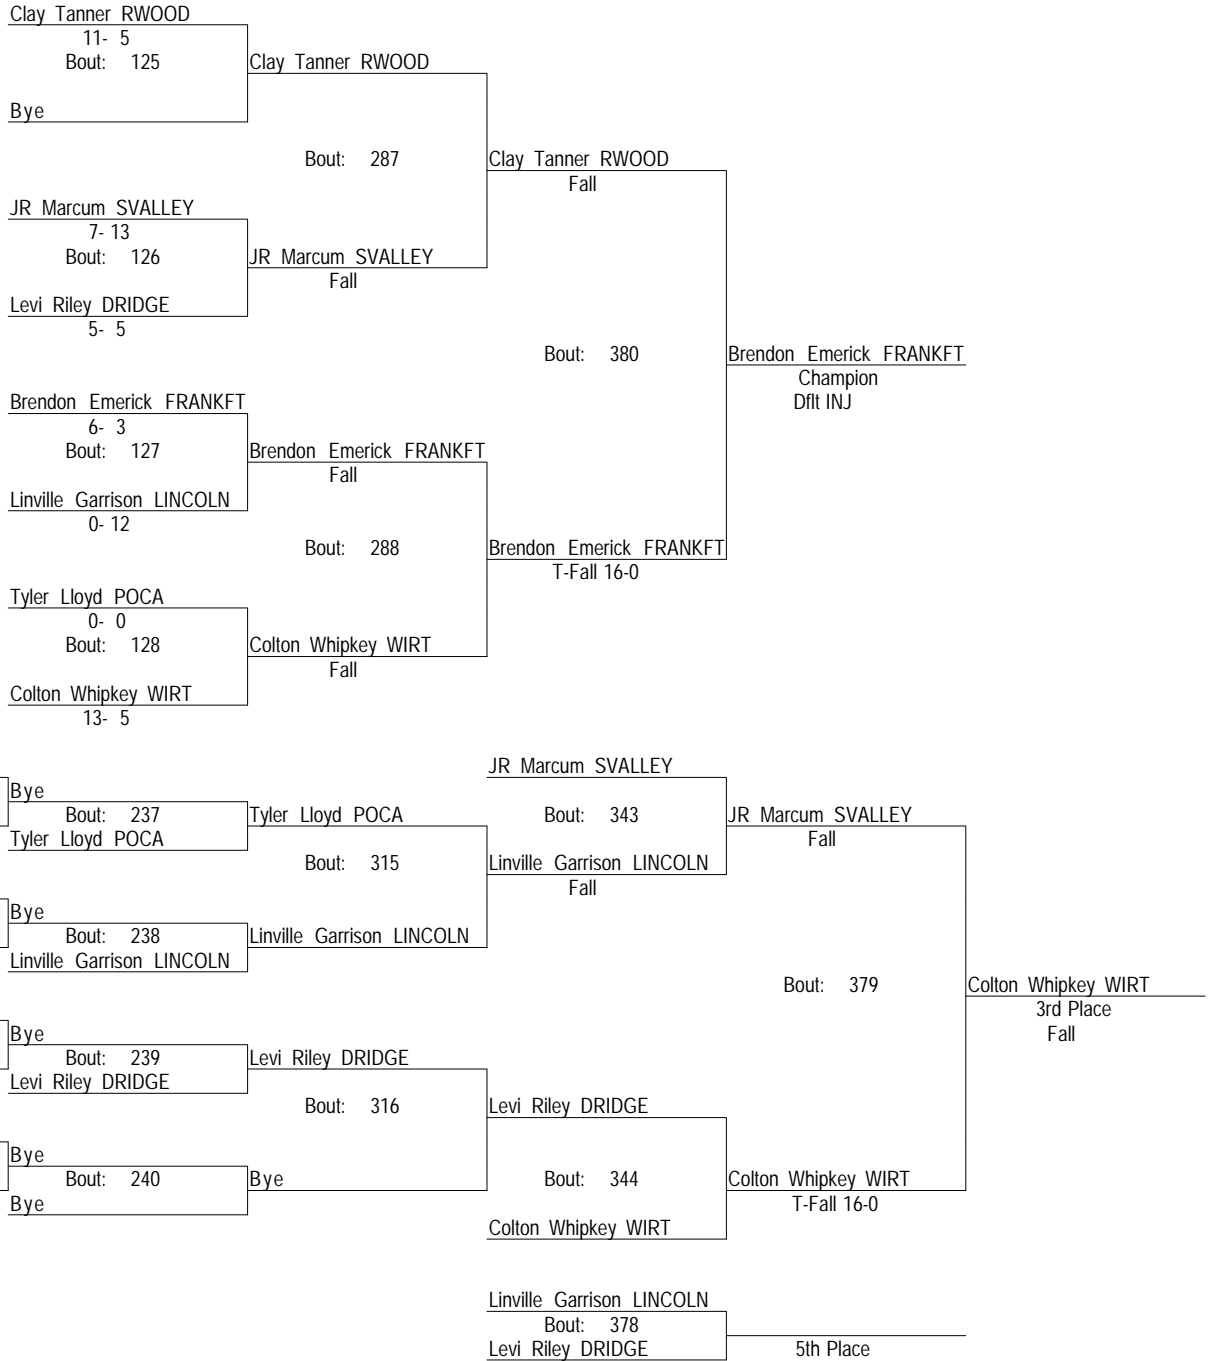 Clay Tanner RWOOD
11- 5
Bout: 125
Clay Tanner RWOOD
Bye
Bout: 287
Clay Tanner RWOOD
Fall
JR Marcum SVALLEY
7- 13
Bout: 126
JR Marcum SVALLEY
Fall
Levi Riley DRIDGE
5- 5
Bout: 380
Brendon Emerick FRANKFT
Champion
Dflt INJ
Brendon Emerick FRANKFT
6- 3
Bout: 127
Brendon Emerick FRANKFT
Fall
Linville Garrison LINCOLN
0- 12
Bout: 288
Brendon Emerick FRANKFT
T-Fall 16-0
Tyler Lloyd POCA
0- 0
Bout: 128
Colton Whipkey WIRT
Fall
Colton Whipkey WIRT
13- 5
JR Marcum SVALLEY
Bye
Bout: 237
Tyler Lloyd POCA
Bout: 343
JR Marcum SVALLEY
Fall
Tyler Lloyd POCA
Bout: 315
Linville Garrison LINCOLN
Fall
Bye
Bout: 238
Linville Garrison LINCOLN
Linville Garrison LINCOLN
Bout: 379
Colton Whipkey WIRT
3rd Place
Fall
Bye
Bout: 239
Levi Riley DRIDGE
Levi Riley DRIDGE
Bout: 316
Levi Riley DRIDGE
Bye
Bout: 240
Bye
Bout: 344
Colton Whipkey WIRT
T-Fall 16-0
Bye
Colton Whipkey WIRT
Linville Garrison LINCOLN
Bout: 378
Levi Riley DRIDGE
5th Place